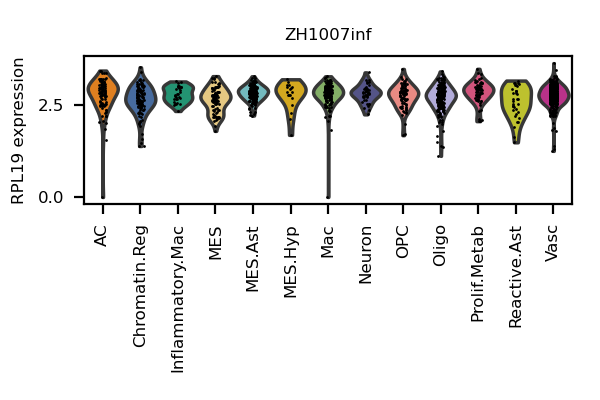 ZH1007inf
RPL19 expression
2.5
0.0
AC
Chromatin.Reg
Inflammatory.Mac
MES
MES.Ast
MES.Hyp
Mac
Neuron
OPC
Oligo
Prolif.Metab
Reactive.Ast
Vasc